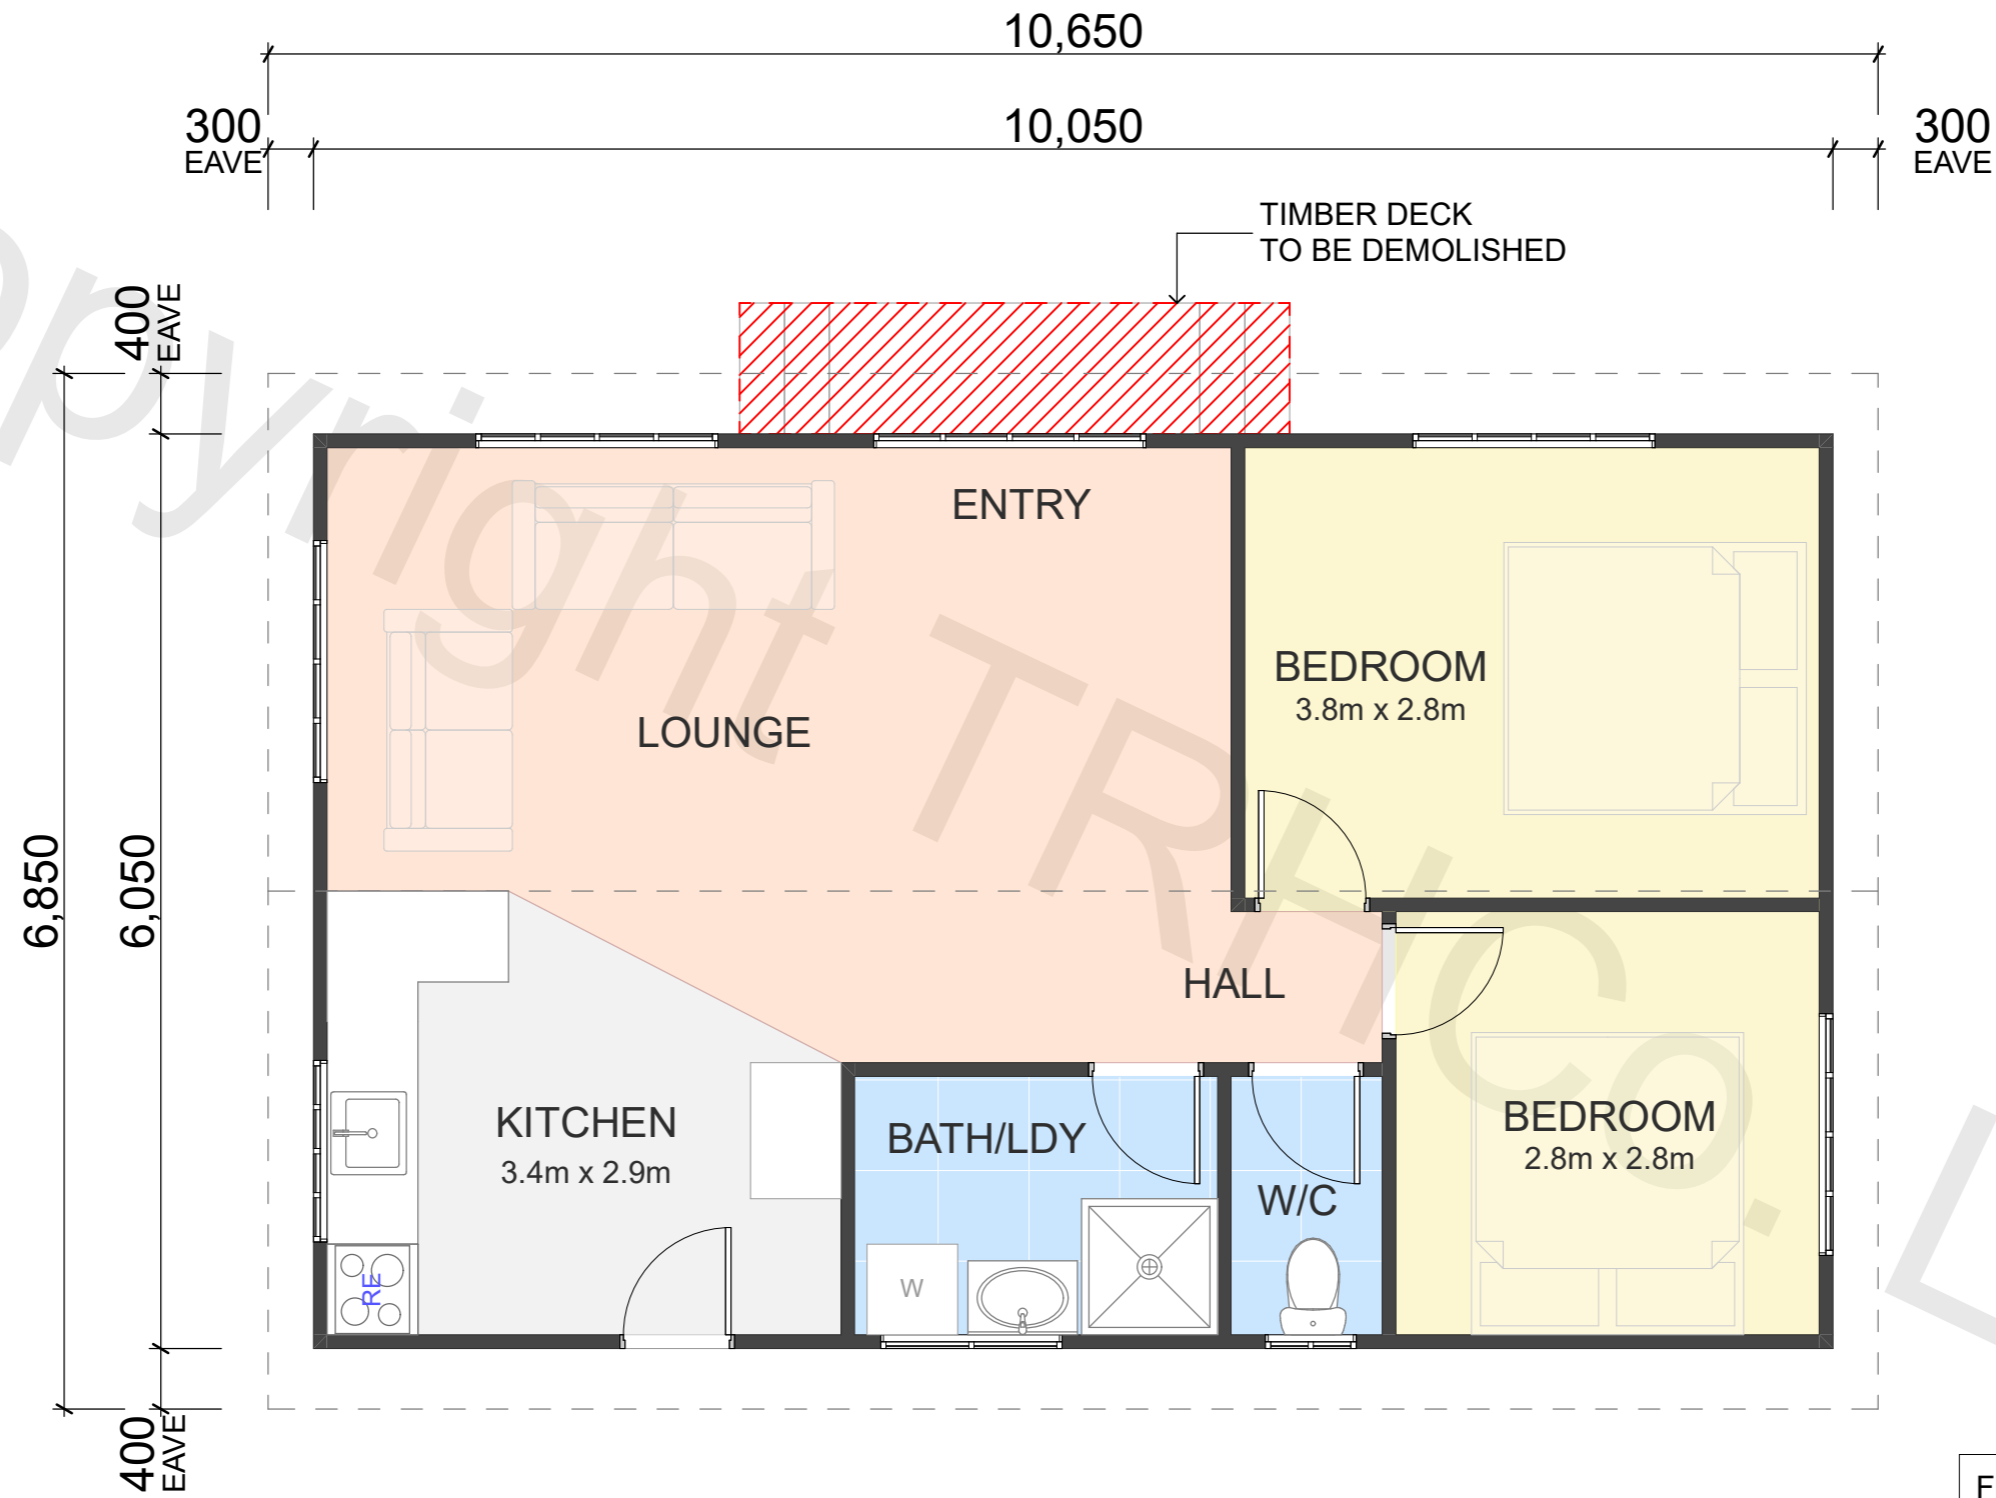 10,650
300
EAVE
10,050
300
EAVE
TIMBER DECK
TO BE DEMOLISHED
400
EAVE
ENTRY
BEDROOM
3.8m x 2.8m
LOUNGE
6,850
6,050
HALL
KITCHEN
3.4m x 2.9m
BATH/LDY
W/C
BEDROOM
2.8m x 2.8m
RE
W
400
EAVE
F
opyright TRHCo. L